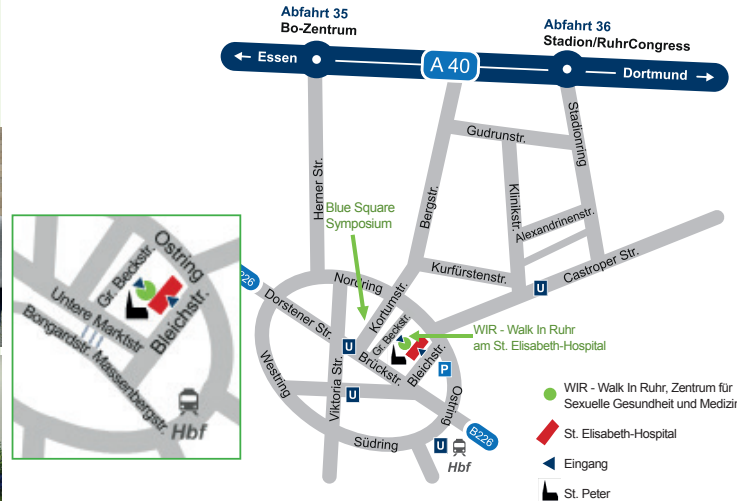 Abfahrt 35
Bo-Zentrum
Abfahrt 36
Stadion/RuhrCongress
← Essen
A 40
Dortmund →
Gudrunstr.
Stadionring
Herner Str.
Bergstr.
Klinikstr.
Alexandrinenstr.
Blue Square
Symposium
Kurfürstenstr.
Castroper Str.
U
Nordring
226
Dorstener Str.
Kortumstr.
Gr. Beckstr.
WIR - Walk In Ruhr
am St. Elisabeth-Hospital
U
Brückstr.
Bleichstr.
P
Westring
Viktoria Str.
U
Ostring
B226
Südring
U
Hbf
Ostring
Gr. Beckstr.
Untere Marktstr
Bleichstr.
Bongardstr.
Massenbergstr.
Hbf
WIR - Walk In Ruhr, Zentrum für
Sexuelle Gesundheit und Medizin
St. Elisabeth-Hospital
Eingang
St. Peter